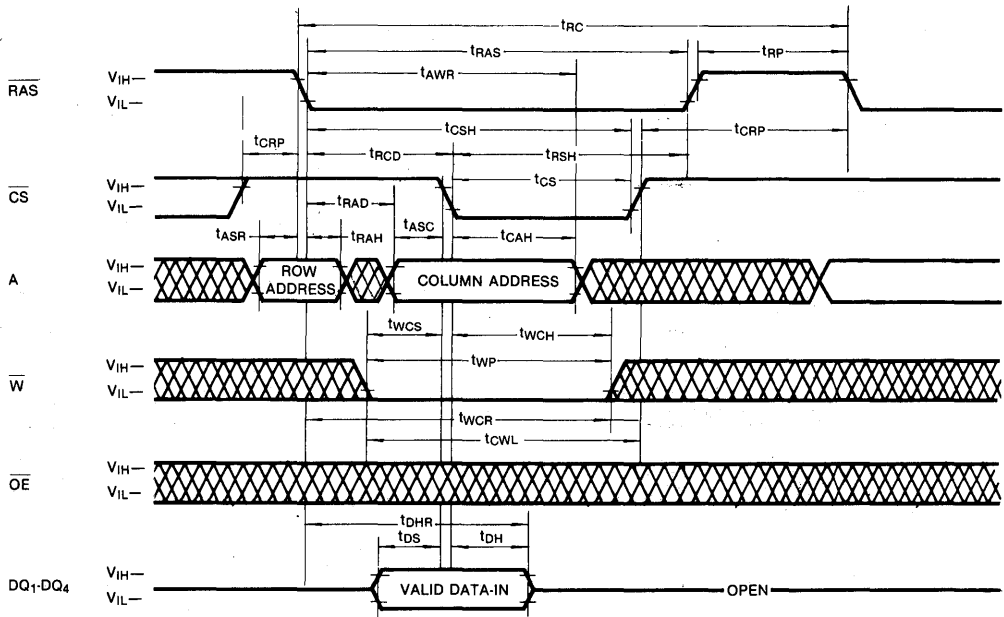 tRC
tRAS
tRP
tAWR
RAS
VIH—
VIL—
tCSH
tCRP
tCRP
tRCD
tRSH
CS
VIH—
VIL—
tCS
tRAD
tASC
tASR
tRAH
tCAH
A
VIH—
VIL—
ROW ADDRESS
COLUMN ADDRESS
tWCS
tWCH
tWP
W
VIH—
VIL—
tWCR
tCWL
OE
VIH—
VIL—
tDHR
tDS
tDH
DQ1-DQ4
VIH—
VIL—
VALID DATA-IN
OPEN